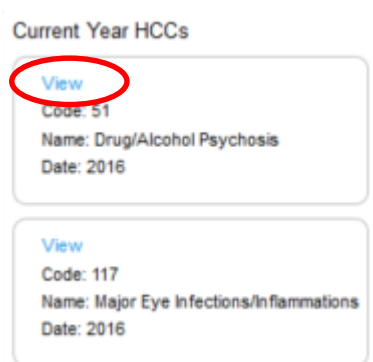 Current Year HCCs
View
Code: 51
Name: Drug/Alcohol Psychosis
Date: 2016
View
Code: 117
Name: Major Eye Infections/Inflammations
Date: 2016